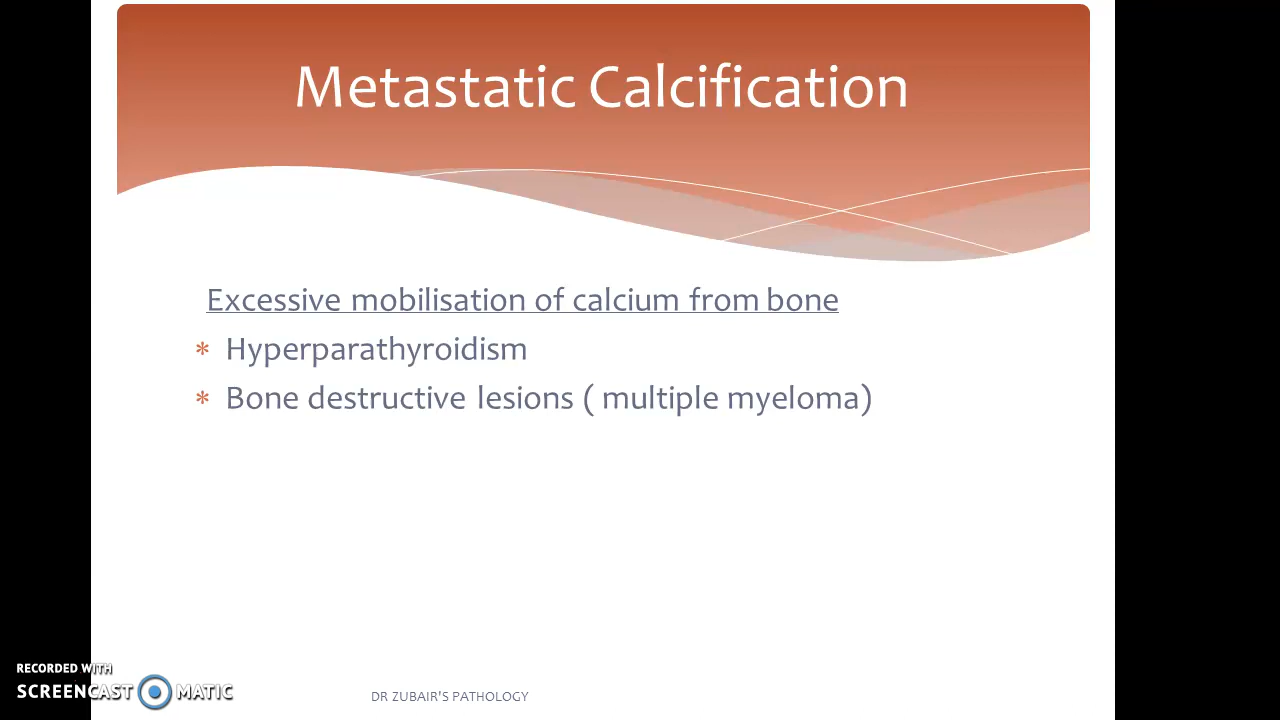 Metastatic Calcification
Excessive mobilisation of calcium from bone
* Hyperparathyroidism
* Bone destructive lesions ( multiple myeloma)
RECORDED WITH
SCREENCAST MATIC
DR ZUBAIR'S PATHOLOGY